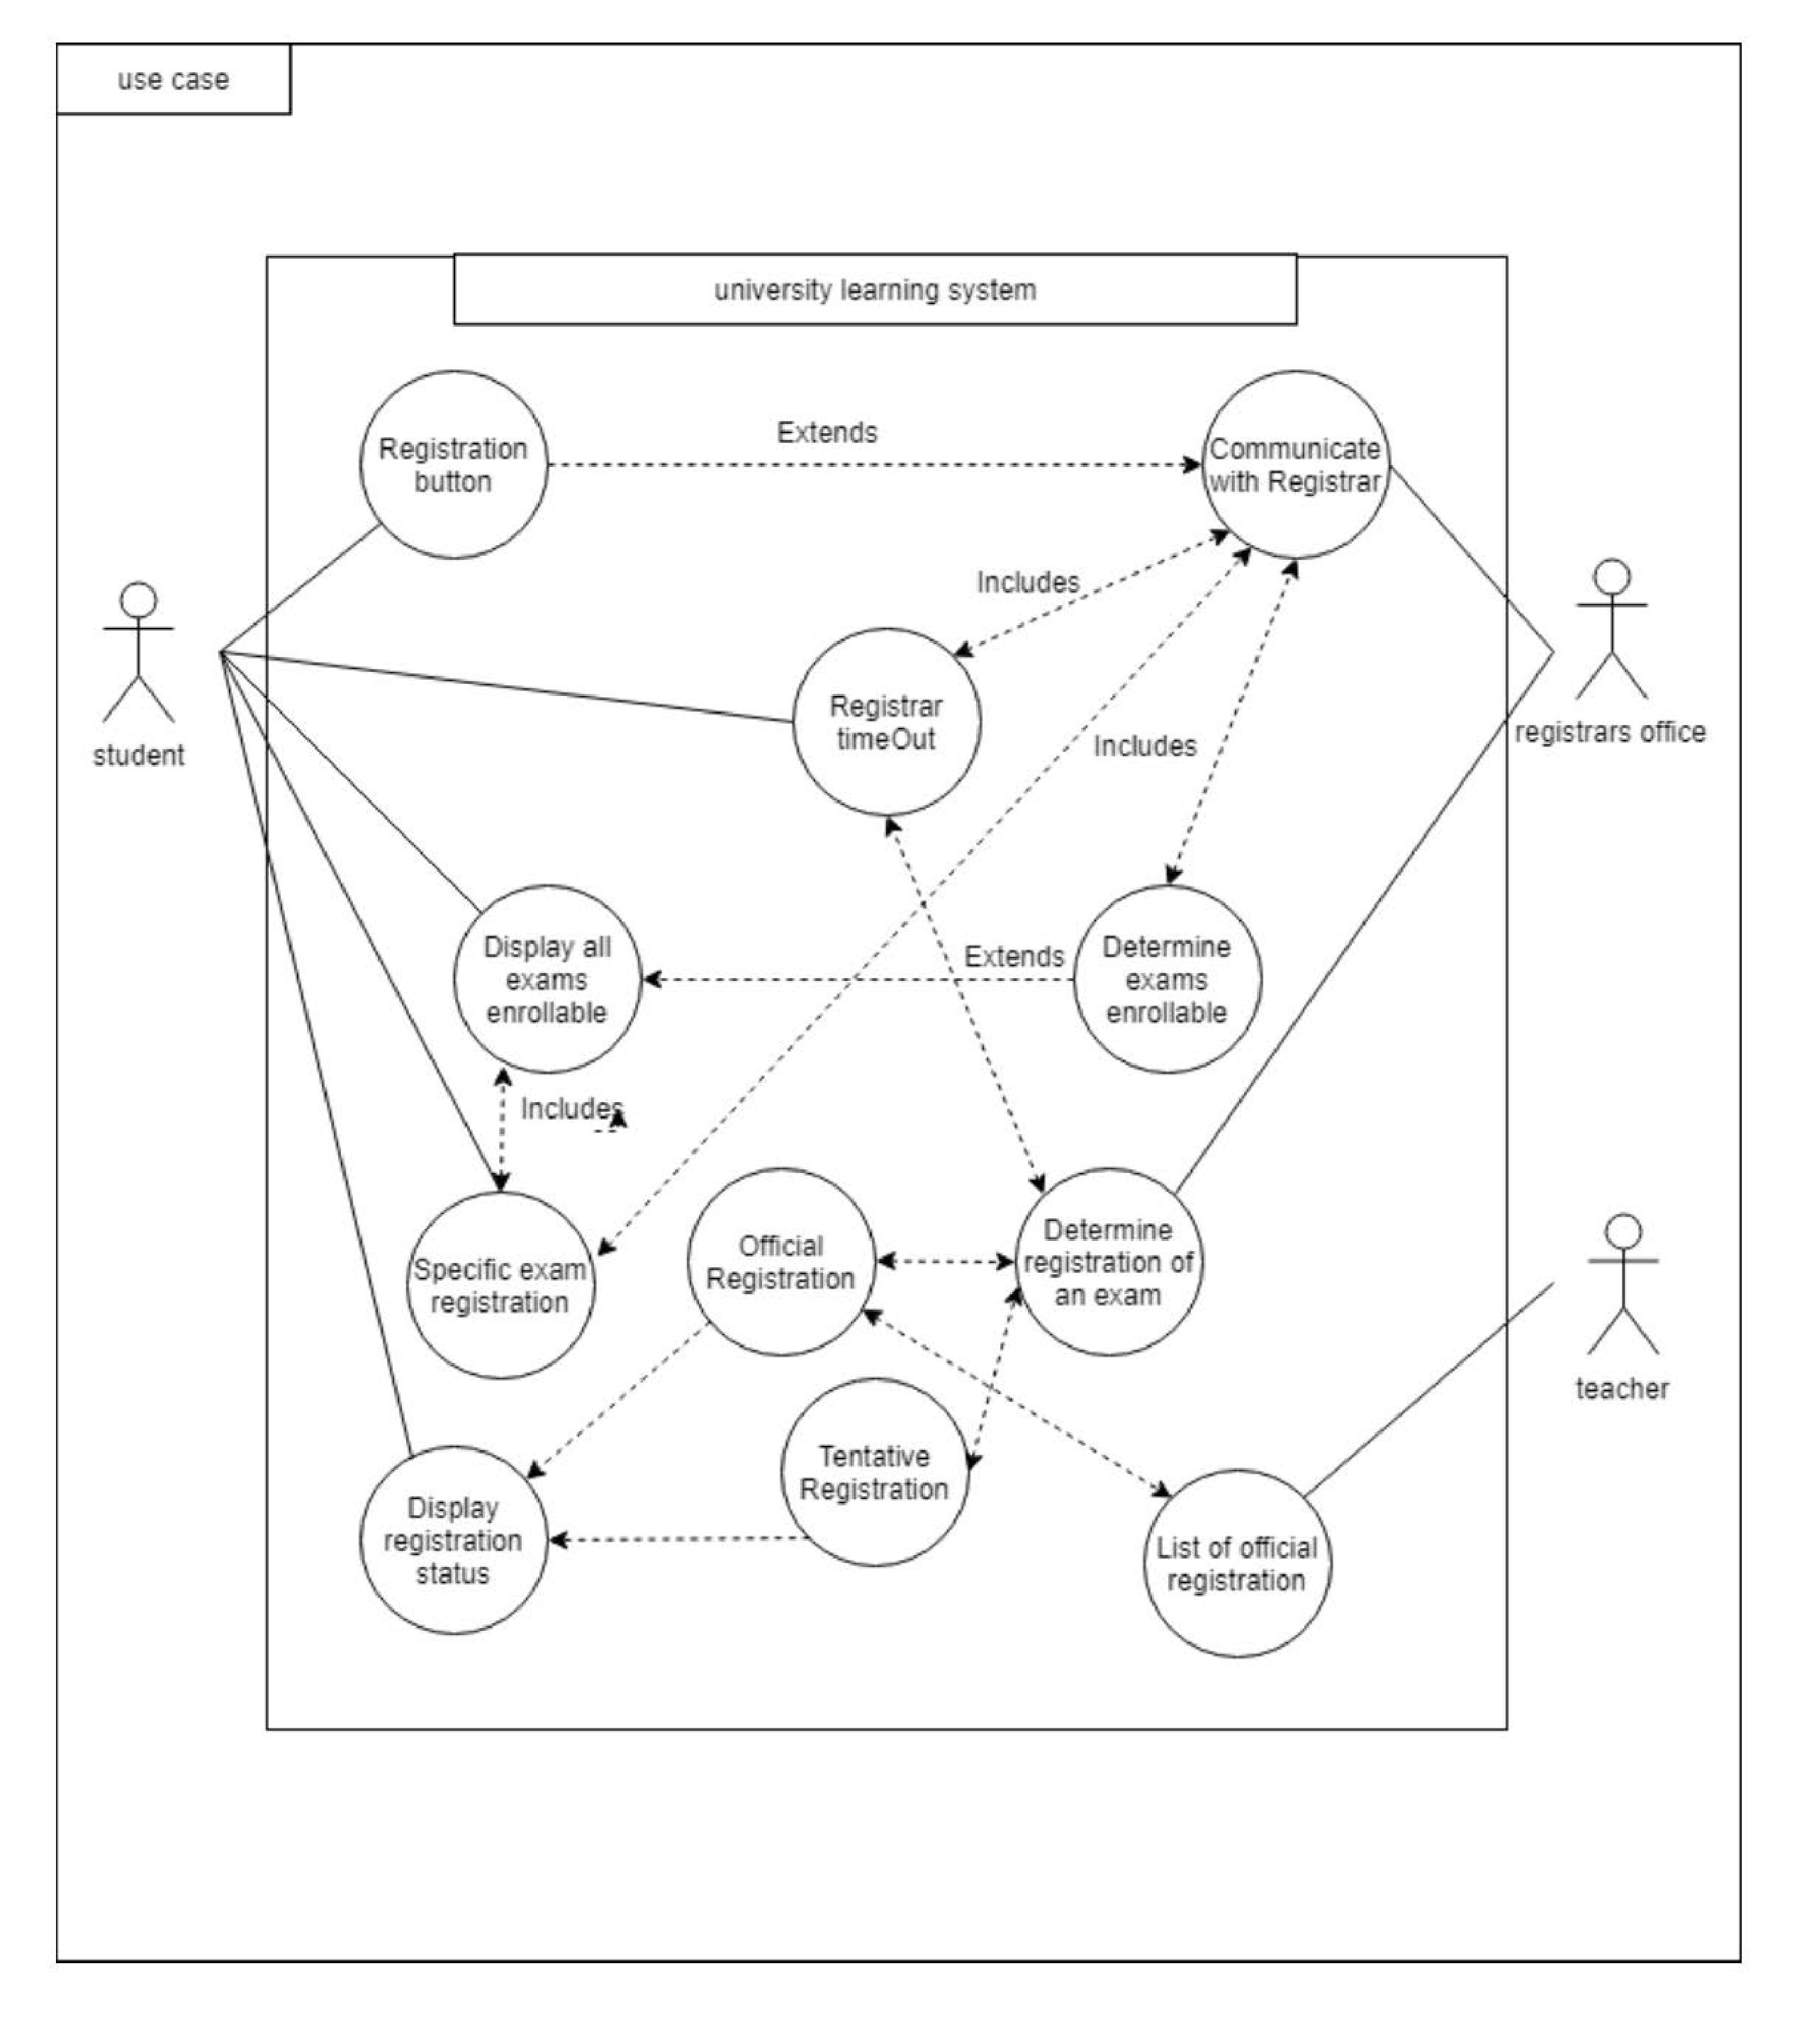 use case
university learning system
Registration
button
Extends
Communicate
with Registrar
Includes
Registrar
timeOut
Includes
student
registrars office
Display all
exams
enrollable
Extends
Determine
exams
enrollable
Includes
Specific exam
registration
Official
Registration
Determine
registration of
an exam
teacher
Tentative
Registration
Display
registration
status
List of official
registration